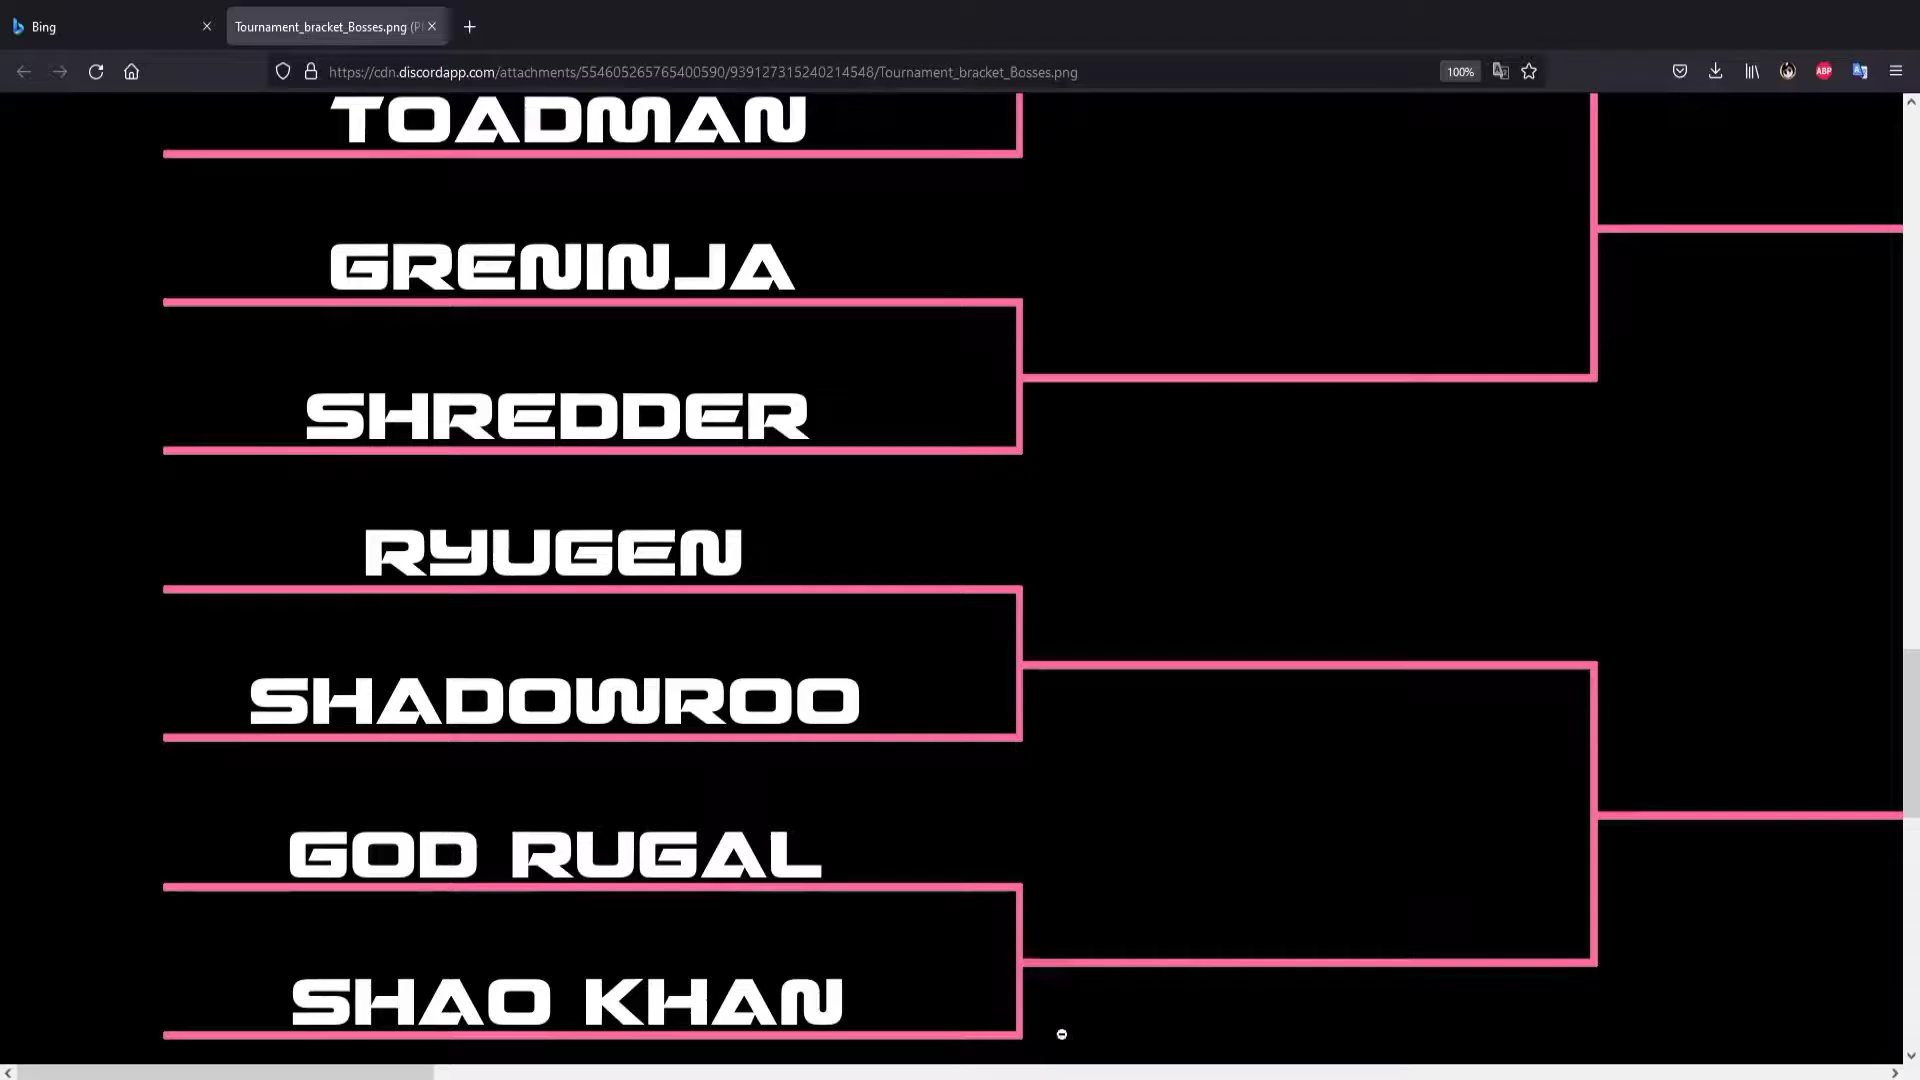 Bing
Tournament_bracket_Bosses.png
https://cdn.discordapp.com/attachments/554605265765400590/939127315240214548/Tournament_bracket_Bosses.png
100%
ABP
TOADMAN
GRENINJA
SHREDDER
RYUGEN
SHADOWROO
GOD RUGAL
SHAO KHAN